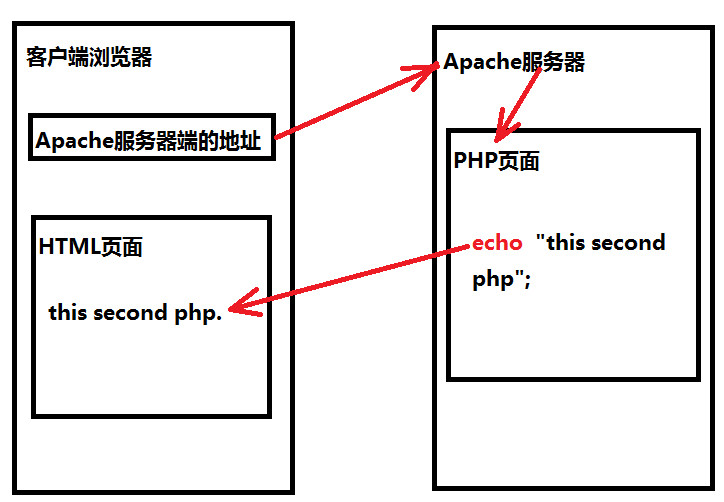 客户端浏览器
Apache服务器端的地址
HTML页面
this second php.
Apache服务器
PHP页面
echo "this second
php";